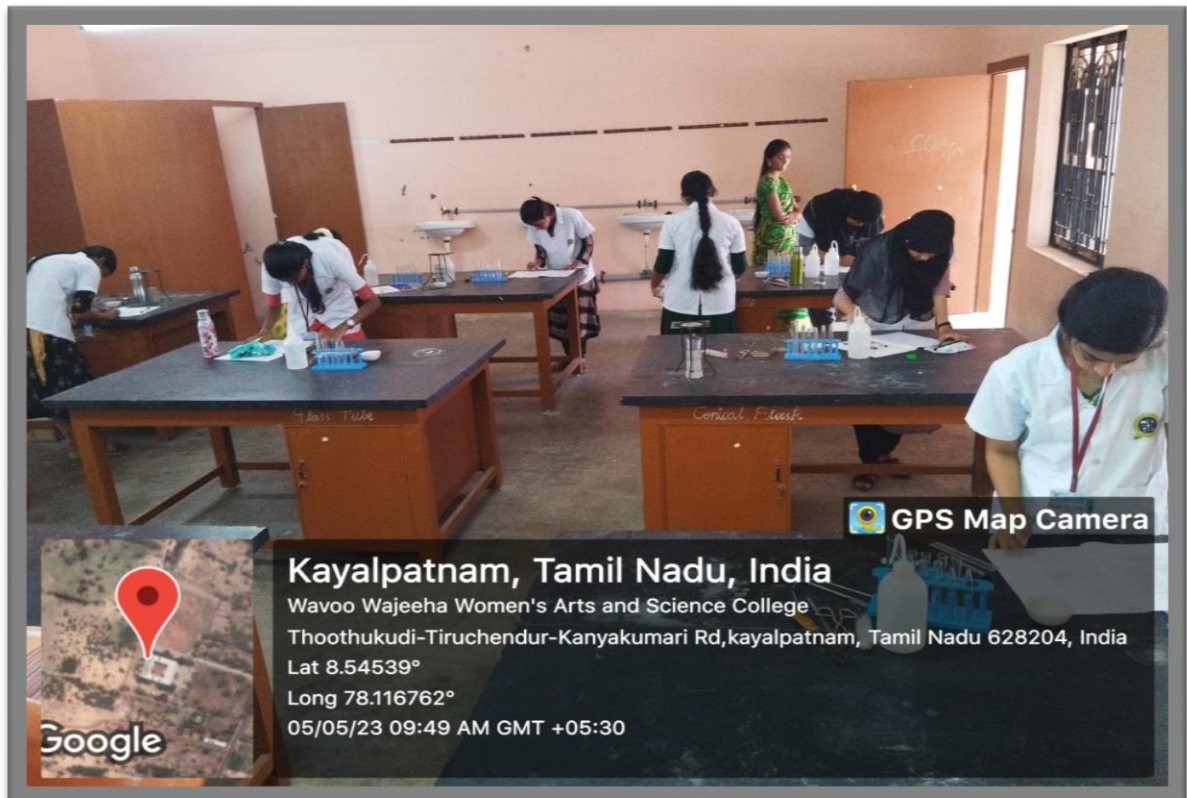 Glass Tube
Conical Flask
GPS Map Camera
Kayalpatnam, Tamil Nadu, India
Wavoo Wajeeha Women's Arts and Science College
Thoothukudi-Tiruchendur-Kanyakumari Rd,kayalpatnam, Tamil Nadu 628204, India
Lat 8.54539°
Long 78.116762°
05/05/23 09:49 AM GMT +05:30
Google